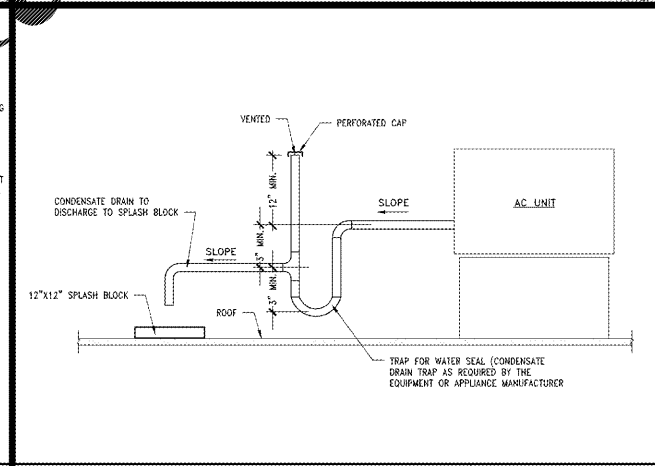 VENTED
PERFORATED CAP
12" MIN.
CONDENSATE DRAIN TO
DISCHARGE TO SPLASH BLOCK
SLOPE
AC UNIT
3" MIN.
SLOPE
12"X12" SPLASH BLOCK
3" MIN.
ROOF
TRAP FOR WATER SEAL (CONDENSATE
DRAIN TRAP AS REQUIRED BY THE
EQUIPMENT OR APPLIANCE MANUFACTURER